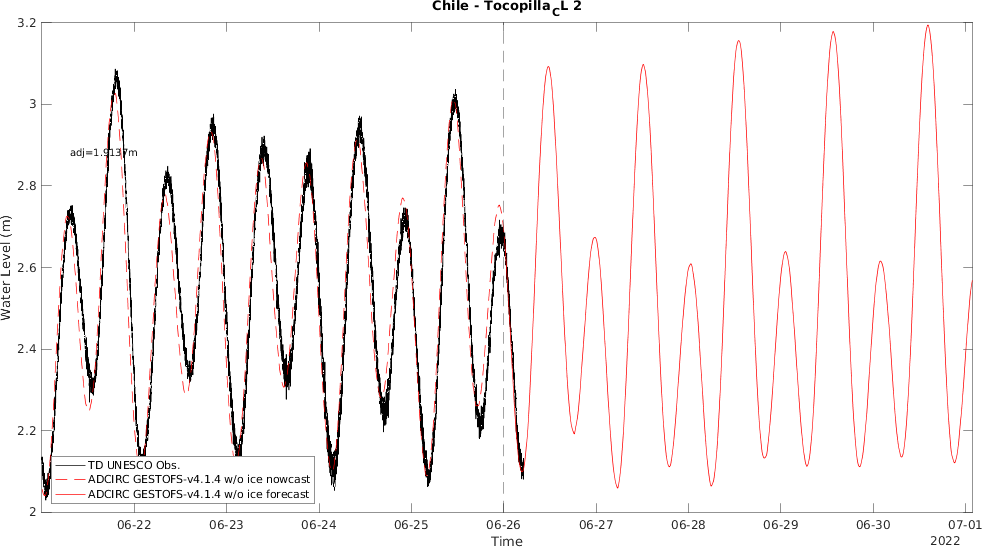 Chile - Tocopilla_CL 2
3.2
3
2.8
2.6
2.4
2.2
2
Water Level (m)
adj=1.9137m
TD UNESCO Obs.
ADCIRC GESTOFS-v4.1.4 w/o ice nowcast
ADCIRC GESTOFS-v4.1.4 w/o ice forecast
06-22 06-23 06-24 06-25 06-26 06-27 06-28 06-29 06-30 07-01
Time
2022